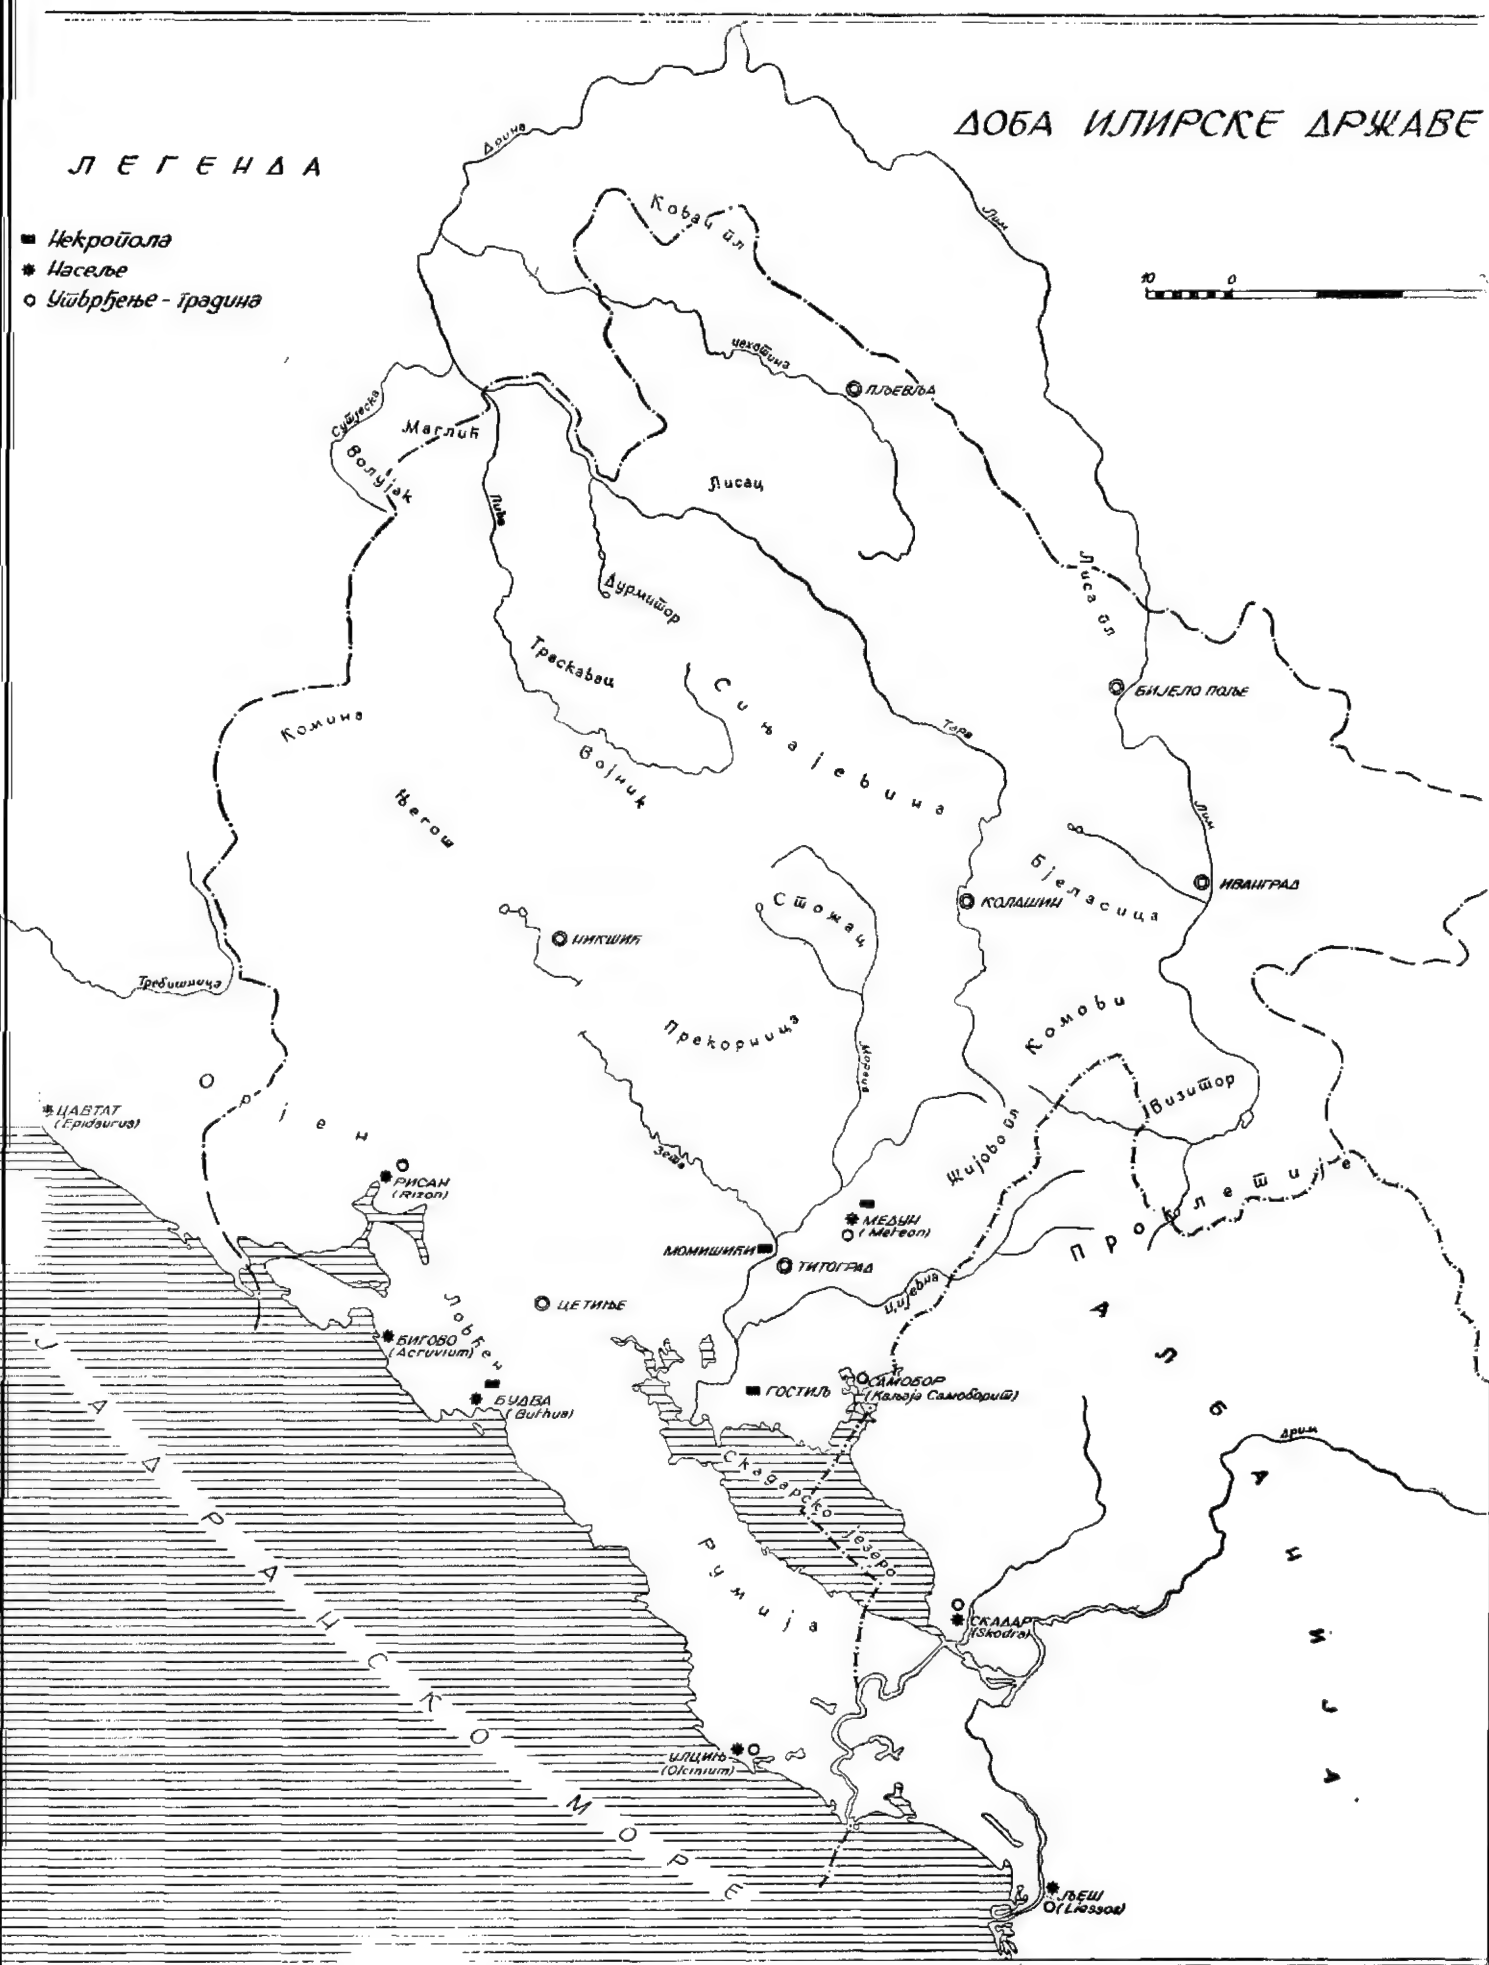 ДОБА ИЛИРСКЕ ДРЖАВЕ
ЛЕГЕНДА
Некропола
Насеље
Утврђење - градина
10 0
Дрина
Ковач пл
Лим
Ћехотина
ПЉЕВЉА
Сутјеска
Маглић
Волујак
Пива
Лисац
Дурмитор
Лиса пл
Трескавац
Сињајевина
БИЈЕЛО ПОЉЕ
Комина
Тара
Војник
Његош
Лим
Бјеласица
ИВАНГРАД
Стожац
КОЛАШИН
НИКШИЋ
Требишњица
Прекорница
Комови
Морача
Орјен
Визитор
ЦАВТАТ
(Epidaurus)
Жијово пл
Зета
РИСАН
(Rizon)
Проклетије
МЕДУН
(Meteon)
МОМИШИЋИ
ТИТОГРАД
Цијевна
ЦЕТИЊЕ
Ловћен
БИГОВО
(Acruvium)
САМОБОР
(Каљаја Самоборит)
ГОСТИЉ
БУДВА
(Buthua)
АЛБАНИЈА
Дрим
Скадарско језеро
Румија
СКАДАР
(Skodra)
ЈАДРАНСКО МОРЕ
УЛЦИЊ
(Olcinium)
ЉЕШ
(Liessos)